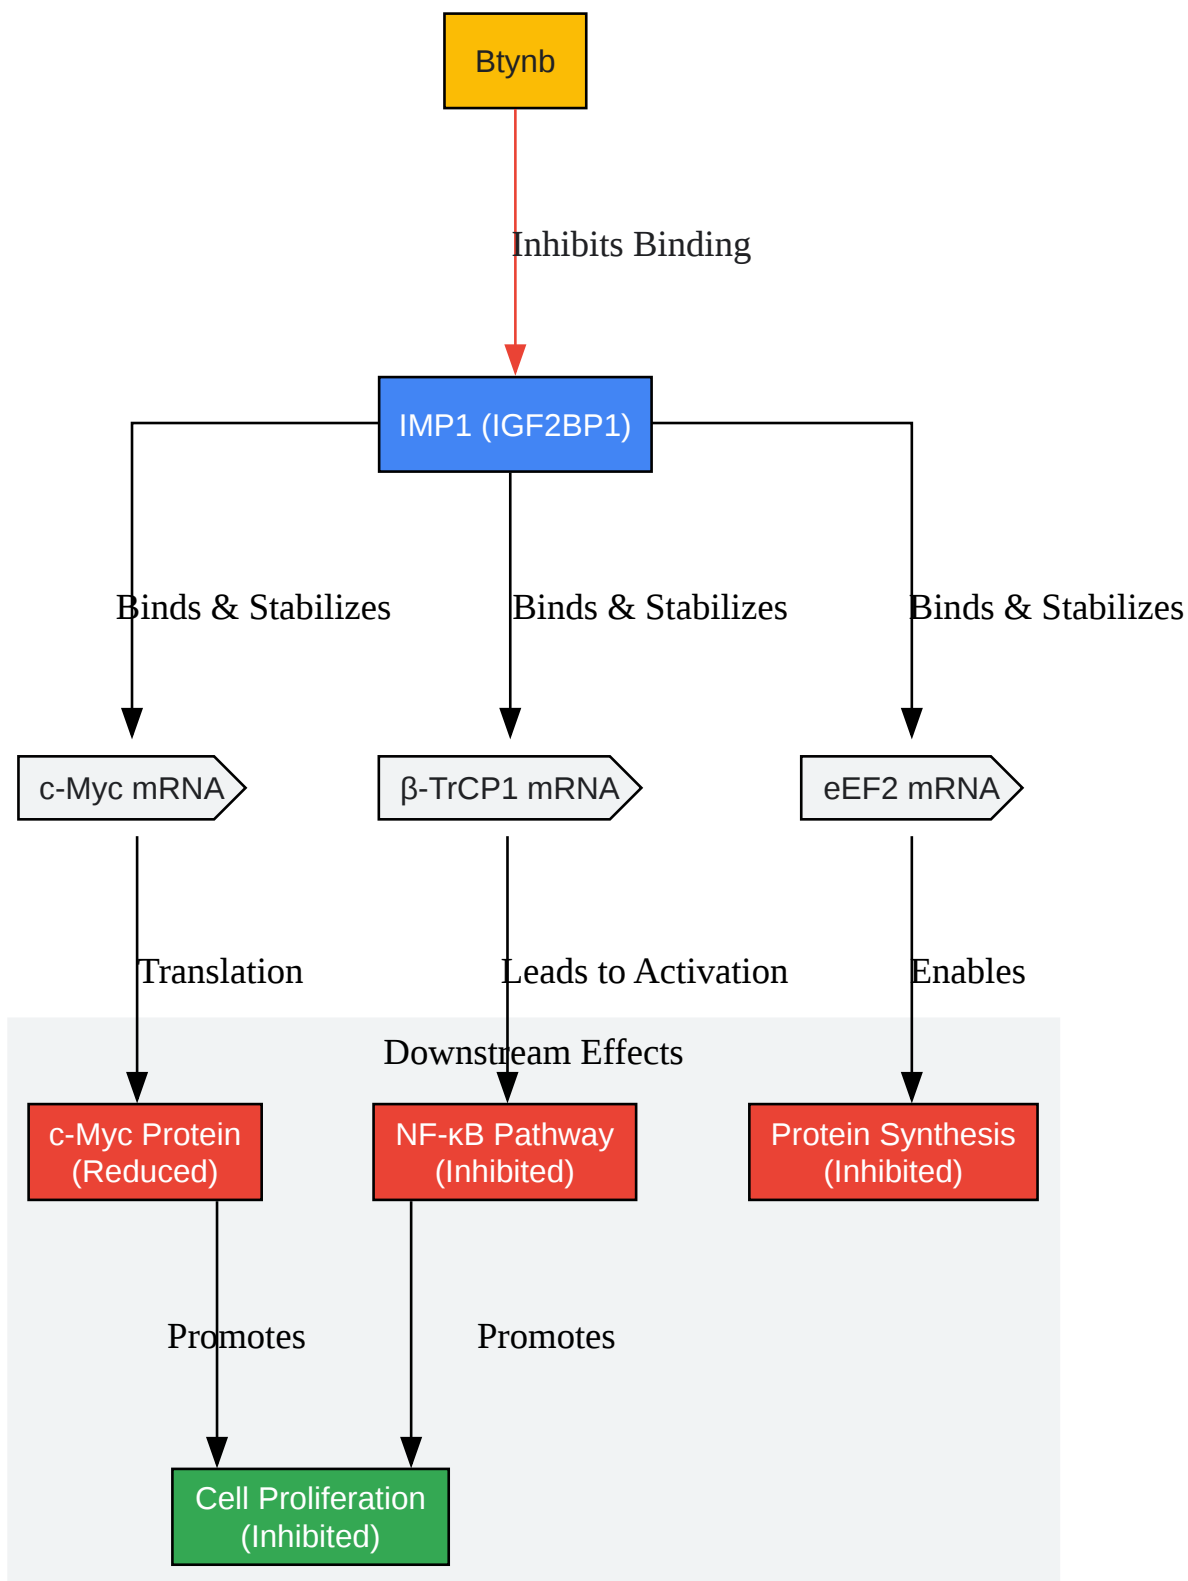 Btynb
Inhibits Binding
IMP1 (IGF2BP1)
Binds & Stabilizes
Binds & Stabilizes
Binds & Stabilizes
c-Myc mRNA
β-TrCP1 mRNA
eEF2 mRNA
Translation
Leads to Activation
Enables
Downstream Effects
c-Myc Protein
(Reduced)
NF-κB Pathway
(Inhibited)
Protein Synthesis
(Inhibited)
Promotes
Promotes
Cell Proliferation
(Inhibited)